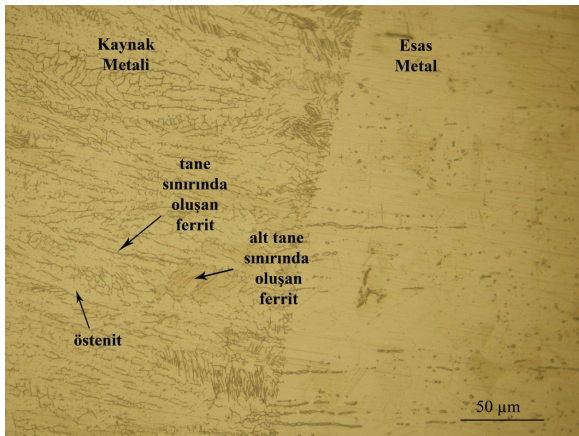 Kaynak
Metali
Esas
Metal
tane
sınırında
oluşan
ferrit
alt tane
sınırında
oluşan
ferrit
östenit
50 µm